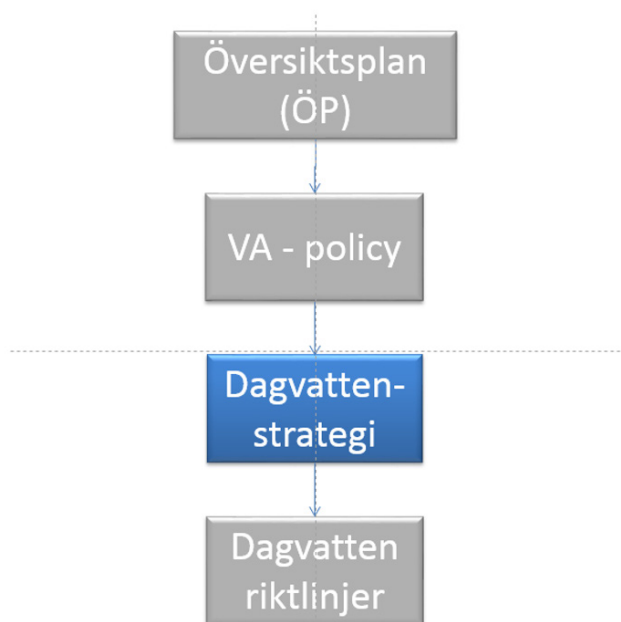 Översiktsplan
(ÖP)
VA - policy
Dagvatten-
strategi
Dagvatten
riktlinjer